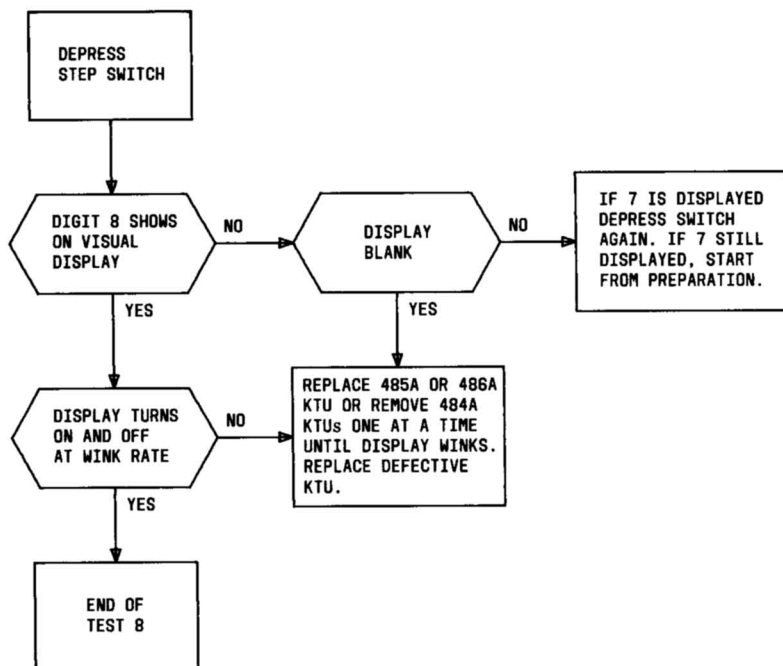 DEPRESS
STEP SWITCH
DIGIT 8 SHOWS
ON VISUAL
DISPLAY
NO
DISPLAY
BLANK
NO
IF 7 IS DISPLAYED
DEPRESS SWITCH
AGAIN. IF 7 STILL
DISPLAYED, START
FROM PREPARATION.
YES
YES
DISPLAY TURNS
ON AND OFF
AT WINK RATE
NO
REPLACE 485A OR 486A
KTU OR REMOVE 484A
KTUs ONE AT A TIME
UNTIL DISPLAY WINKS.
REPLACE DEFECTIVE
KTU.
YES
END OF
TEST 8